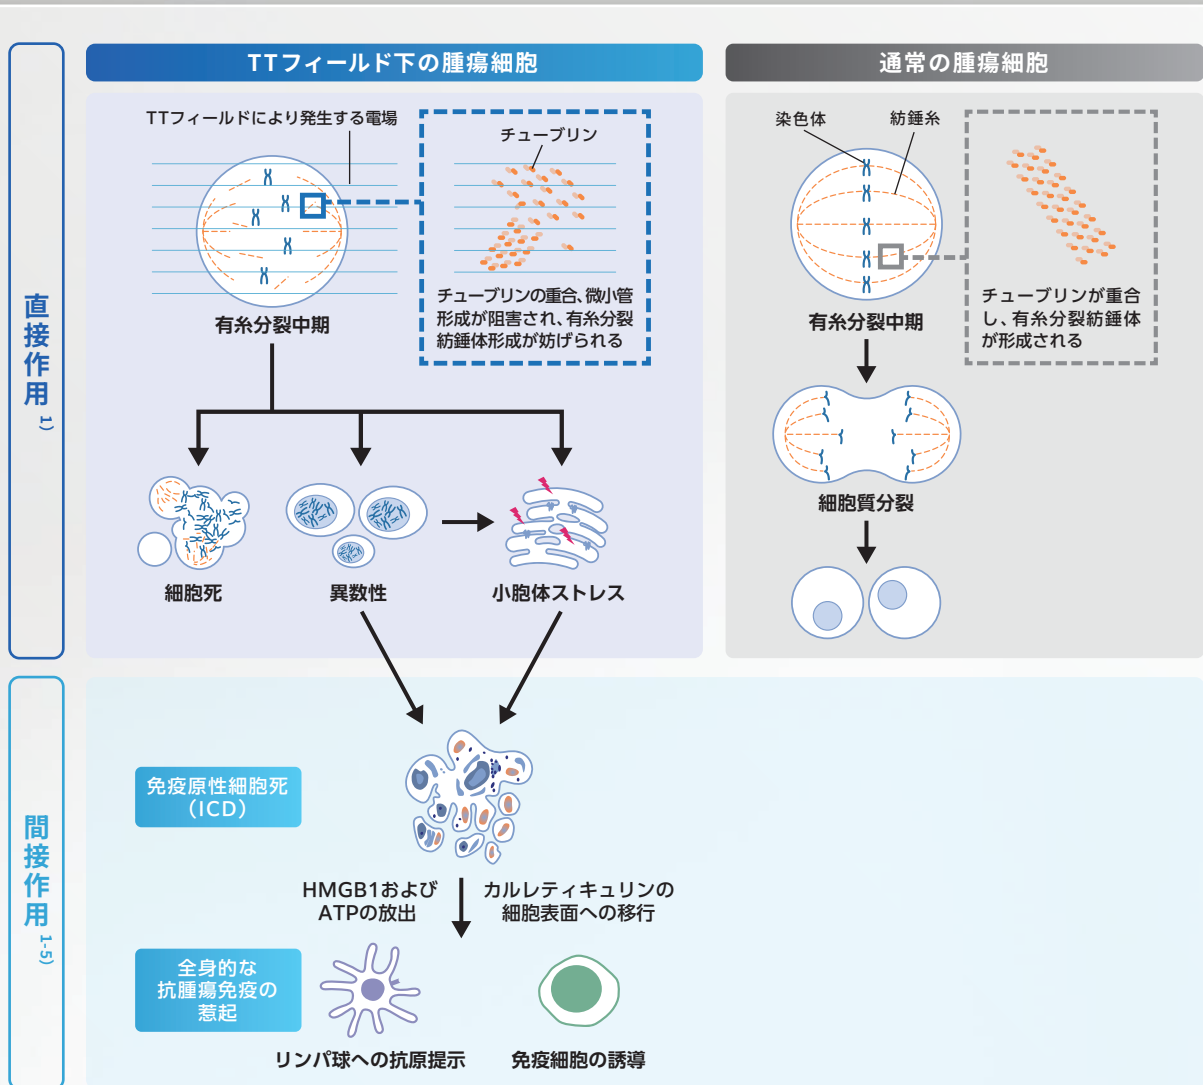 直接作用1)
TTフィールド下の腫瘍細胞
TTフィールドにより発生する電場
チューブリン
チューブリンの重合、微小管
形成が阻害され、有糸分裂
紡錘体形成が妨げられる
有糸分裂中期
細胞死
異数性
小胞体ストレス
通常の腫瘍細胞
染色体
紡錘糸
チューブリンが重合
し、有糸分裂紡錘体
が形成される
有糸分裂中期
細胞質分裂
間接作用1-5)
免疫原性細胞死
（ICD）
HMGB1および
ATPの放出
カルレティキュリンの
細胞表面への移行
全身的な
抗腫瘍免疫の
惹起
リンパ球への抗原提示
免疫細胞の誘導